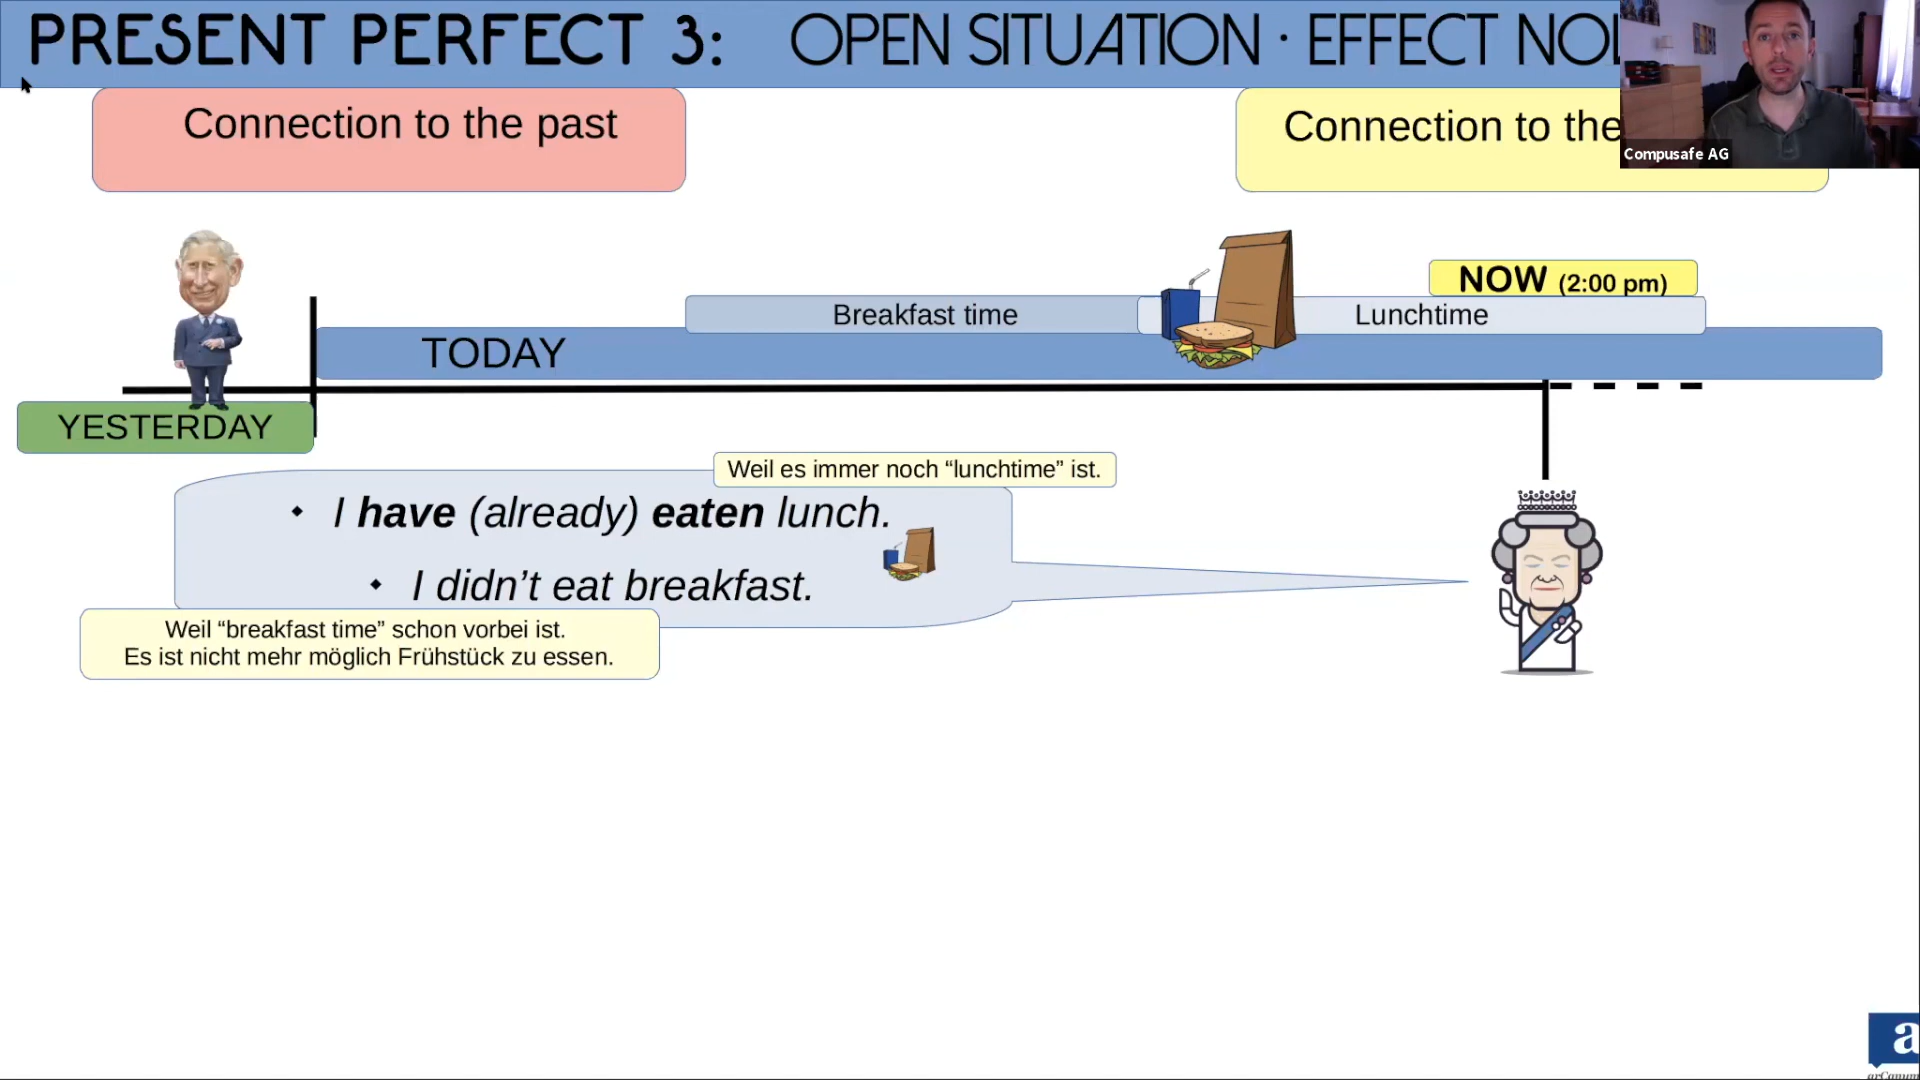 PRESENT PERFECT 3: OPEN SITUATION · EFFECT
Connection to the past
Connection to the
Compusafe AG
NOW (2:00 pm)
Breakfast time
Lunchtime
TODAY
YESTERDAY
Weil es immer noch “lunchtime” ist.
I have (already) eaten lunch.
I didn’t eat breakfast.
Weil “breakfast time” schon vorbei ist.
Es ist nicht mehr möglich Frühstück zu essen.
a